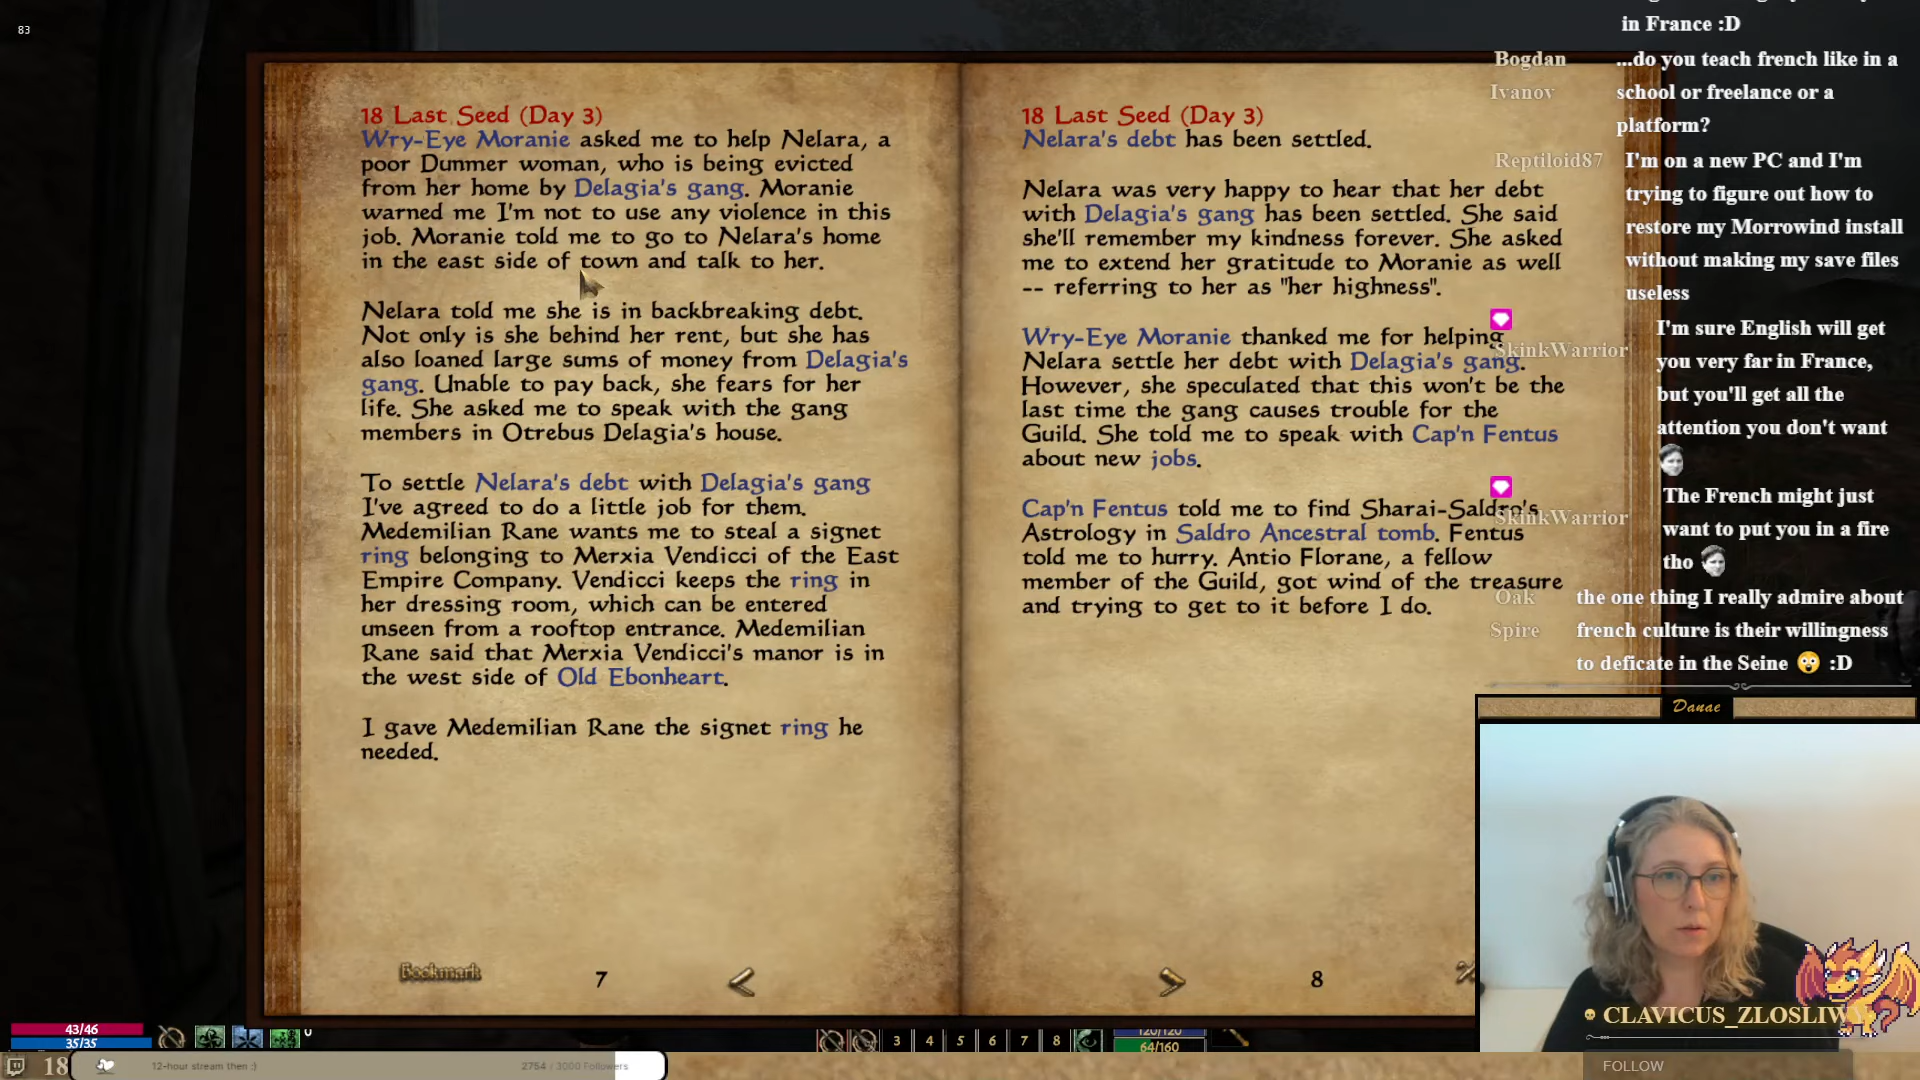 83
18 Last Seed (Day 3)
Wry-Eye Moranie asked me to help Nelara, a
poor Dunmer woman, who is being evicted
from her home by Delagia's gang. Moranie
warned me I'm not to use any violence in this
job. Moranie told me to go to Nelara's home
in the east side of town and talk to her.
Nelara told me she is in backbreaking debt.
Not only is she behind her rent, but she has
also loaned large sums of money from Delagia's
gang. Unable to pay back, she fears for her
life. She asked me to speak with the gang
members in Otrebus Delagia's house.
To settle Nelara's debt with Delagia's gang
I've agreed to do a little job for them.
Medemilian Rane wants me to steal a signet
ring belonging to Merxia Vendicci of the East
Empire Company. Vendicci keeps the ring in
her dressing room, which can be entered
unseen from a rooftop entrance. Medemilian
Rane said that Merxia Vendicci's manor is in
the west side of Old Ebonheart.
I gave Medemilian Rane the signet ring he
needed.
Bookmark
7
18 Last Seed (Day 3)
Nelara's debt has been settled.
Nelara was very happy to hear that her debt
with Delagia's gang has been settled. She said
she'll remember my kindness forever. She asked
me to extend her gratitude to Moranie as well
-- referring to her as "her highness".
Wry-Eye Moranie thanked me for helping
Nelara settle her debt with Delagia's gang.
However, she speculated that this won't be the
last time the gang causes trouble for the
Guild. She told me to speak with Cap'n Fentus
about new jobs.
Cap'n Fentus told me to find Sharai-Saldro's
Astrology in Saldro Ancestral tomb. Fentus
told me to hurry. Antio Florane, a fellow
member of the Guild, got wind of the treasure
and trying to get to it before I do.
8
in France :D
Bogdan Ivanov
...do you teach french like in a
school or freelance or a
platform?
Reptiloid87
I'm on a new PC and I'm
trying to figure out how to
restore my Morrowind install
without making my save files
useless
SkinkWarrior
I'm sure English will get
you very far in France,
but you'll get all the
attention you don't want
SkinkWarrior
The French might just
want to put you in a fire
tho
Oak Spire
the one thing I really admire about
french culture is their willingness
to deficate in the Seine :D
Danae
CLAVICUS_ZLOSLIW
FOLLOW
43/46
35/35
0
3 4 5 6 7 8
120/120
64/160
18
12-hour stream then :)
2754 / 3000 Followers